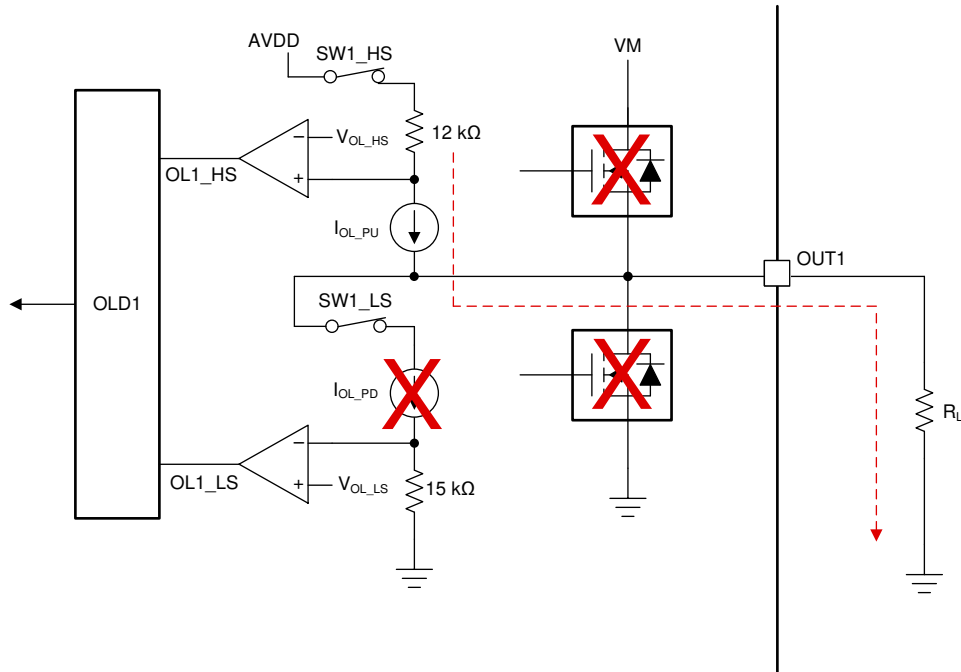 AVDD
SW1_HS
VM
V_OL_HS
12 kΩ
OL1_HS
I_OL_PU
OUT1
SW1_LS
OLD1
I_OL_PD
R_L
OL1_LS
V_OL_LS
15 kΩ